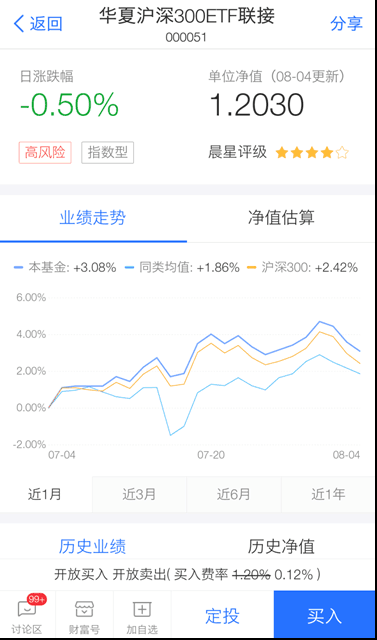 返回
华夏沪深300ETF联接
000051
分享
日涨跌幅
单位净值（08-04更新）
-0.50%
1.2030
高风险 指数型
晨星评级
业绩走势 净值估算
本基金: +3.08% 同类均值: +1.86% 沪深300: +2.42%
6.00%
4.00%
2.00%
0.00%
-2.00%
07-04 07-20 08-04
近1月 近3月 近6月 近1年
历史业绩 历史净值
开放买入 开放卖出( 买入费率 1.20% 0.12% )
99+
讨论区 财富号 加自选
定投
买入